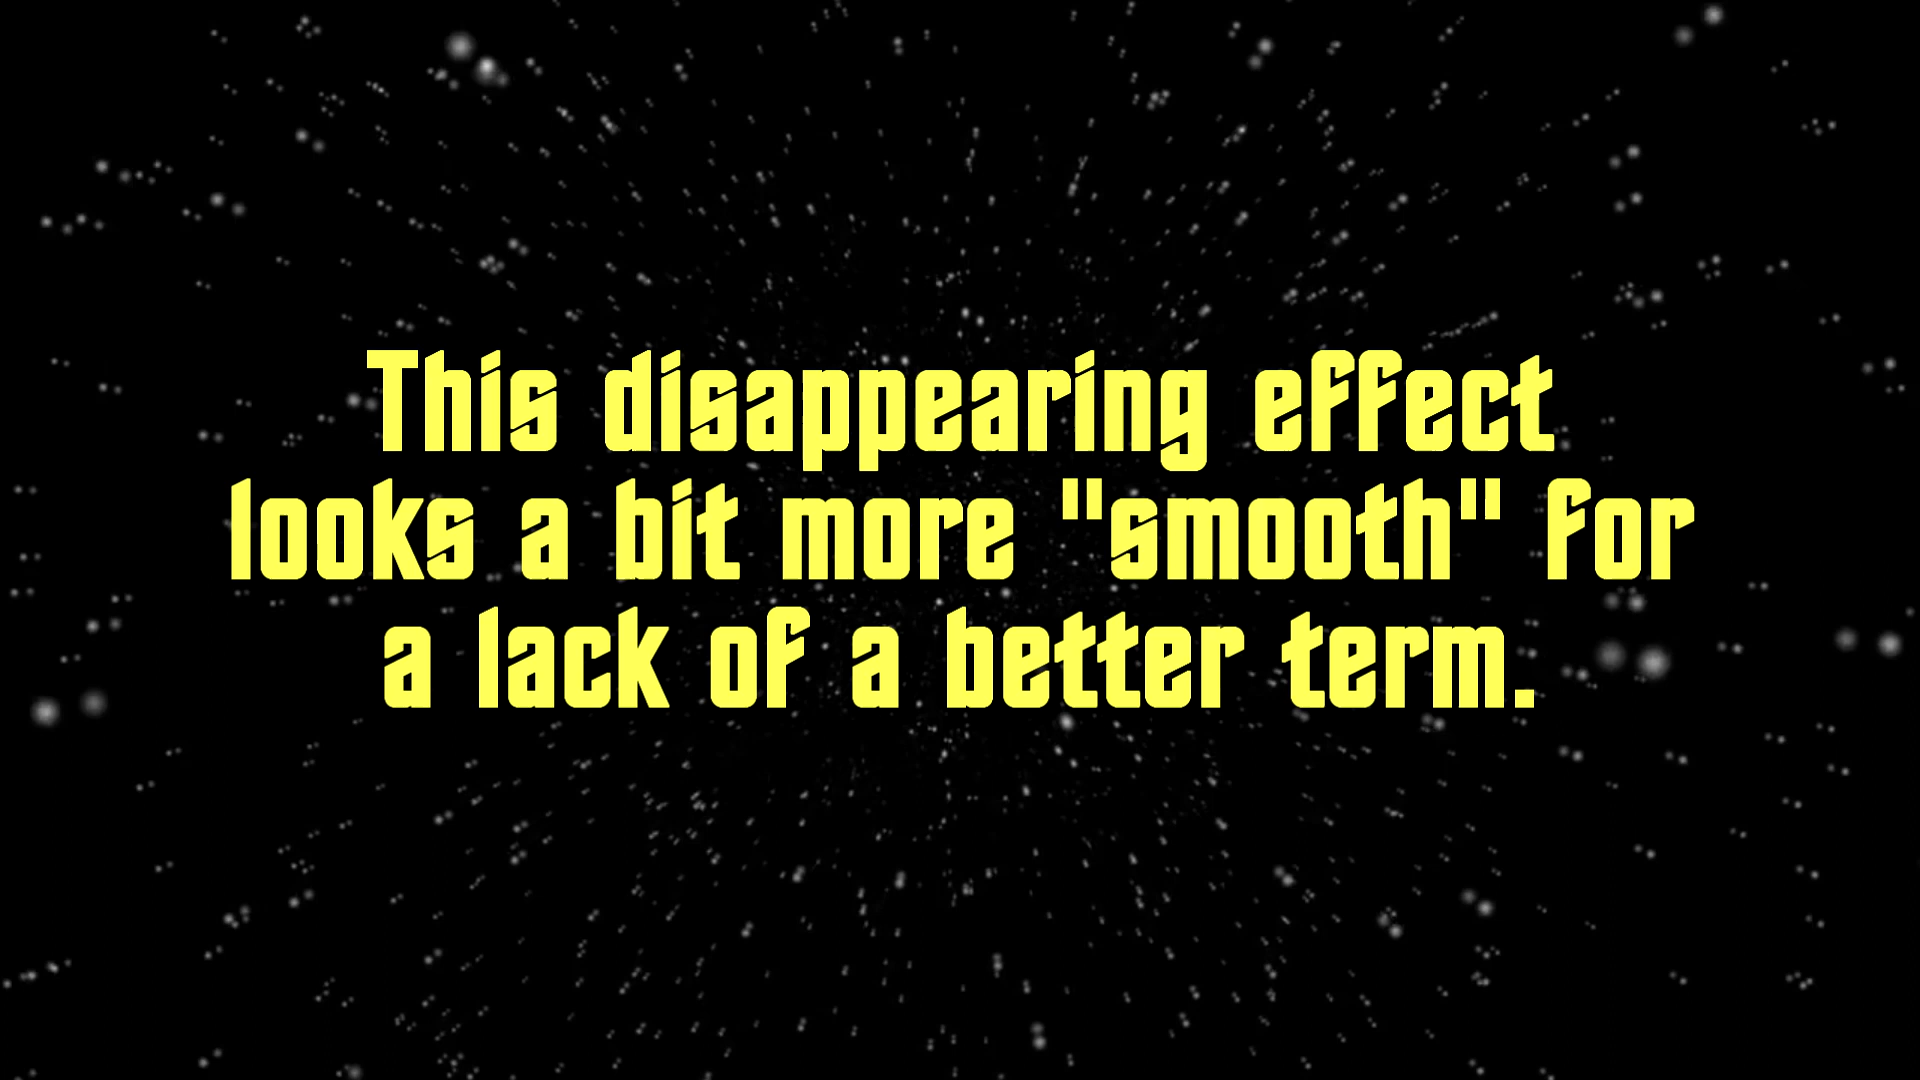 This disappearing effect
looks a bit more "smooth" for
a lack of a better term.